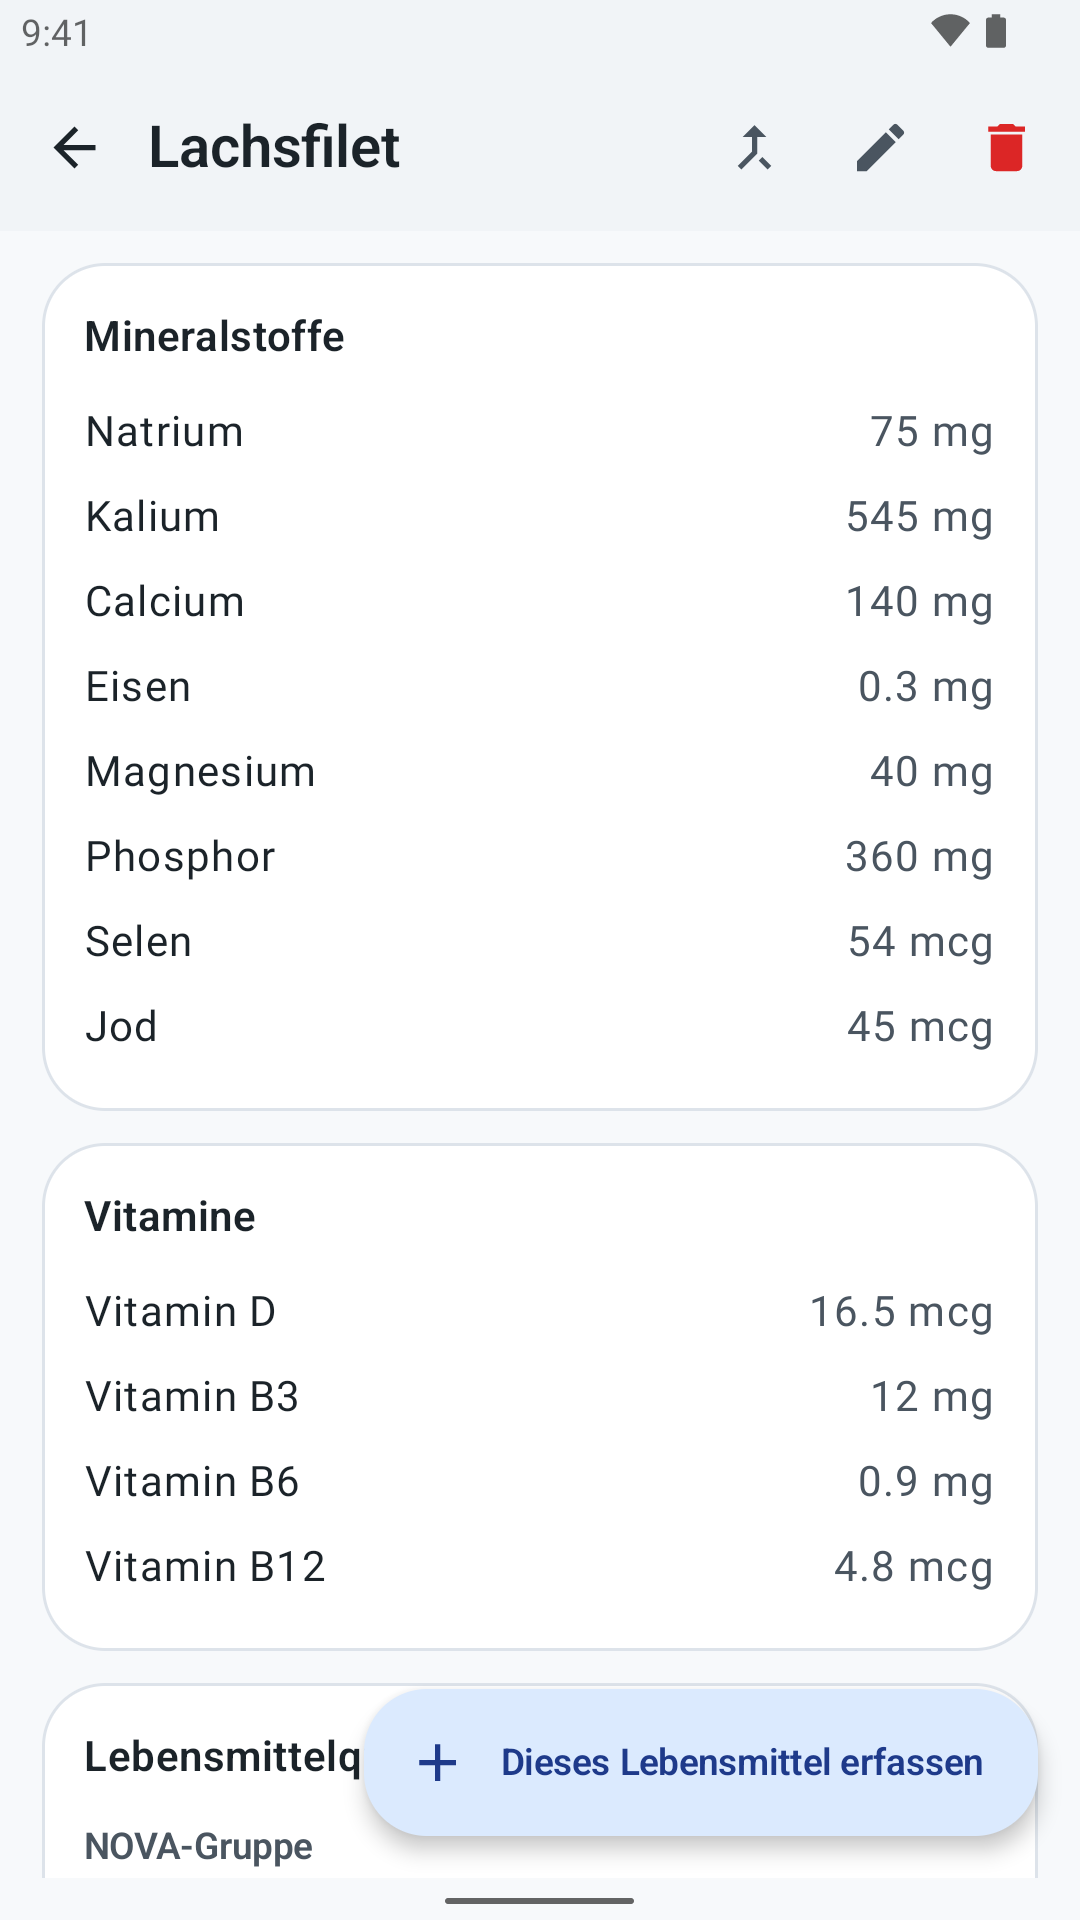 9:41
Lachsfilet
Mineralstoffe
Natrium 75 mg
Kalium 545 mg
Calcium 140 mg
Eisen 0.3 mg
Magnesium 40 mg
Phosphor 360 mg
Selen 54 mcg
Jod 45 mcg
Vitamine
Vitamin D 16.5 mcg
Vitamin B3 12 mg
Vitamin B6 0.9 mg
Vitamin B12 4.8 mcg
Dieses Lebensmittel erfassen
NOVA-Gruppe